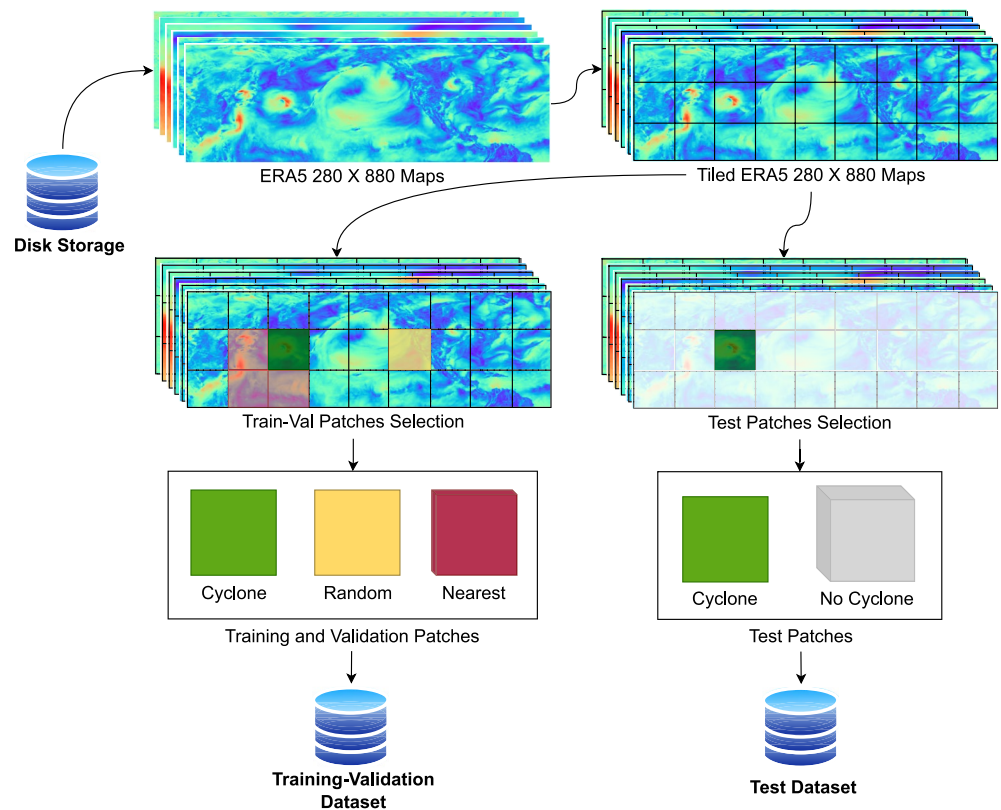 ERA5 280 X 880 Maps
Tiled ERA5 280 X 880 Maps
Disk Storage
Train-Val Patches Selection
Test Patches Selection
Cyclone
Random
Nearest
Cyclone
No Cyclone
Training and Validation Patches
Test Patches
Training-Validation
Dataset
Test Dataset